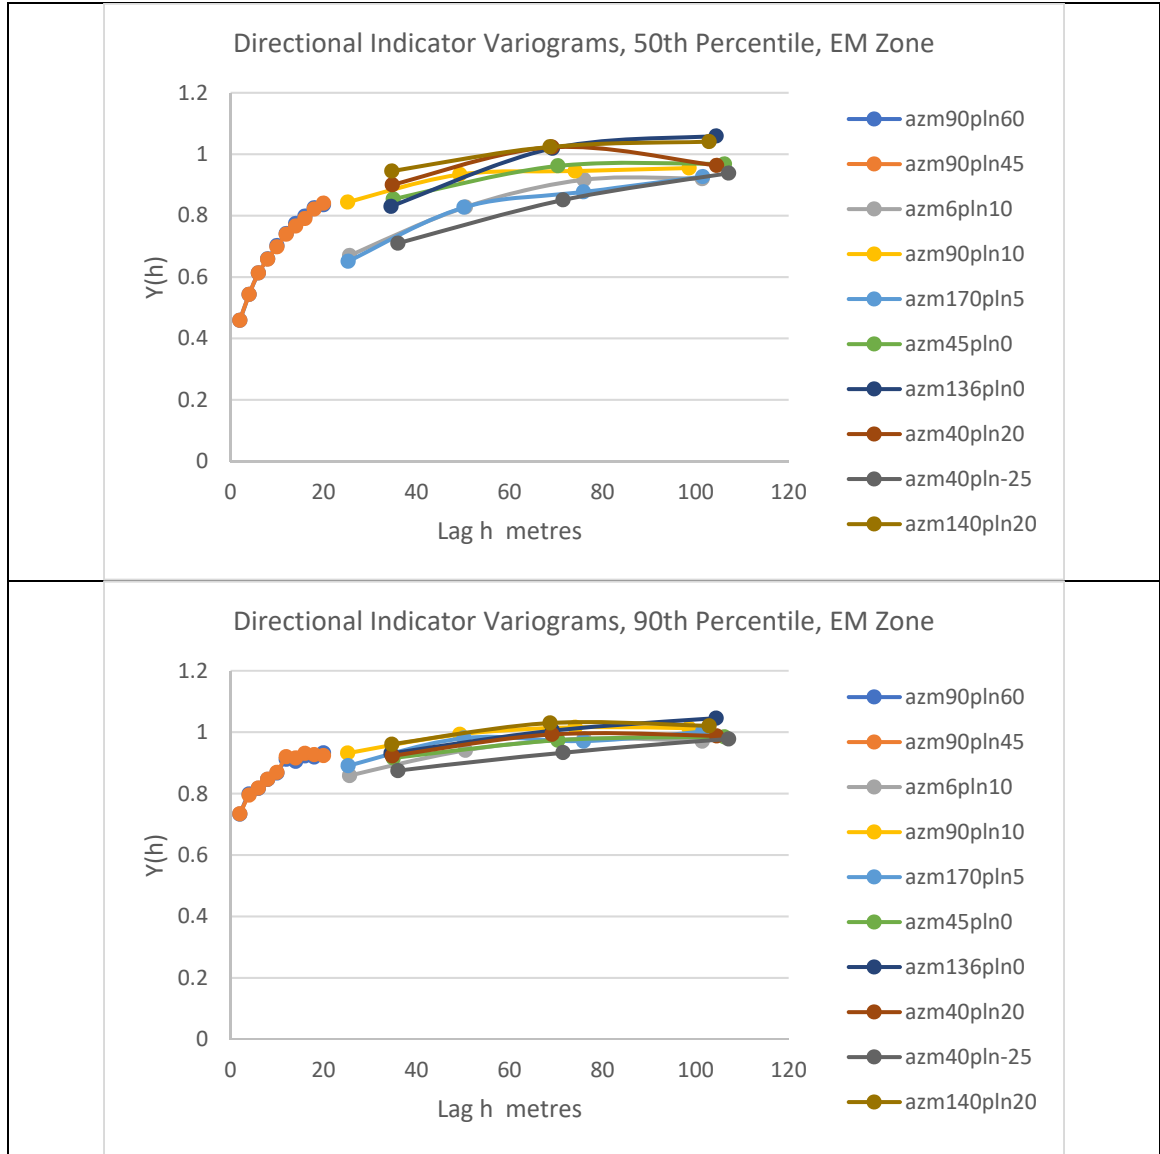 Directional Indicator Variograms, 50th Percentile, EM Zone
1.2
1
0.8
0.6
0.4
0.2
0
Y(h)
0 20 40 60 80 100 120
Lag h metres
azm90pln60
azm90pln45
azm6pln10
azm90pln10
azm170pln5
azm45pln0
azm136pln0
azm40pln20
azm40pln-25
azm140pln20
Directional Indicator Variograms, 90th Percentile, EM Zone
1.2
1
0.8
0.6
0.4
0.2
0
Y(h)
0 20 40 60 80 100 120
Lag h metres
azm90pln60
azm90pln45
azm6pln10
azm90pln10
azm170pln5
azm45pln0
azm136pln0
azm40pln20
azm40pln-25
azm140pln20